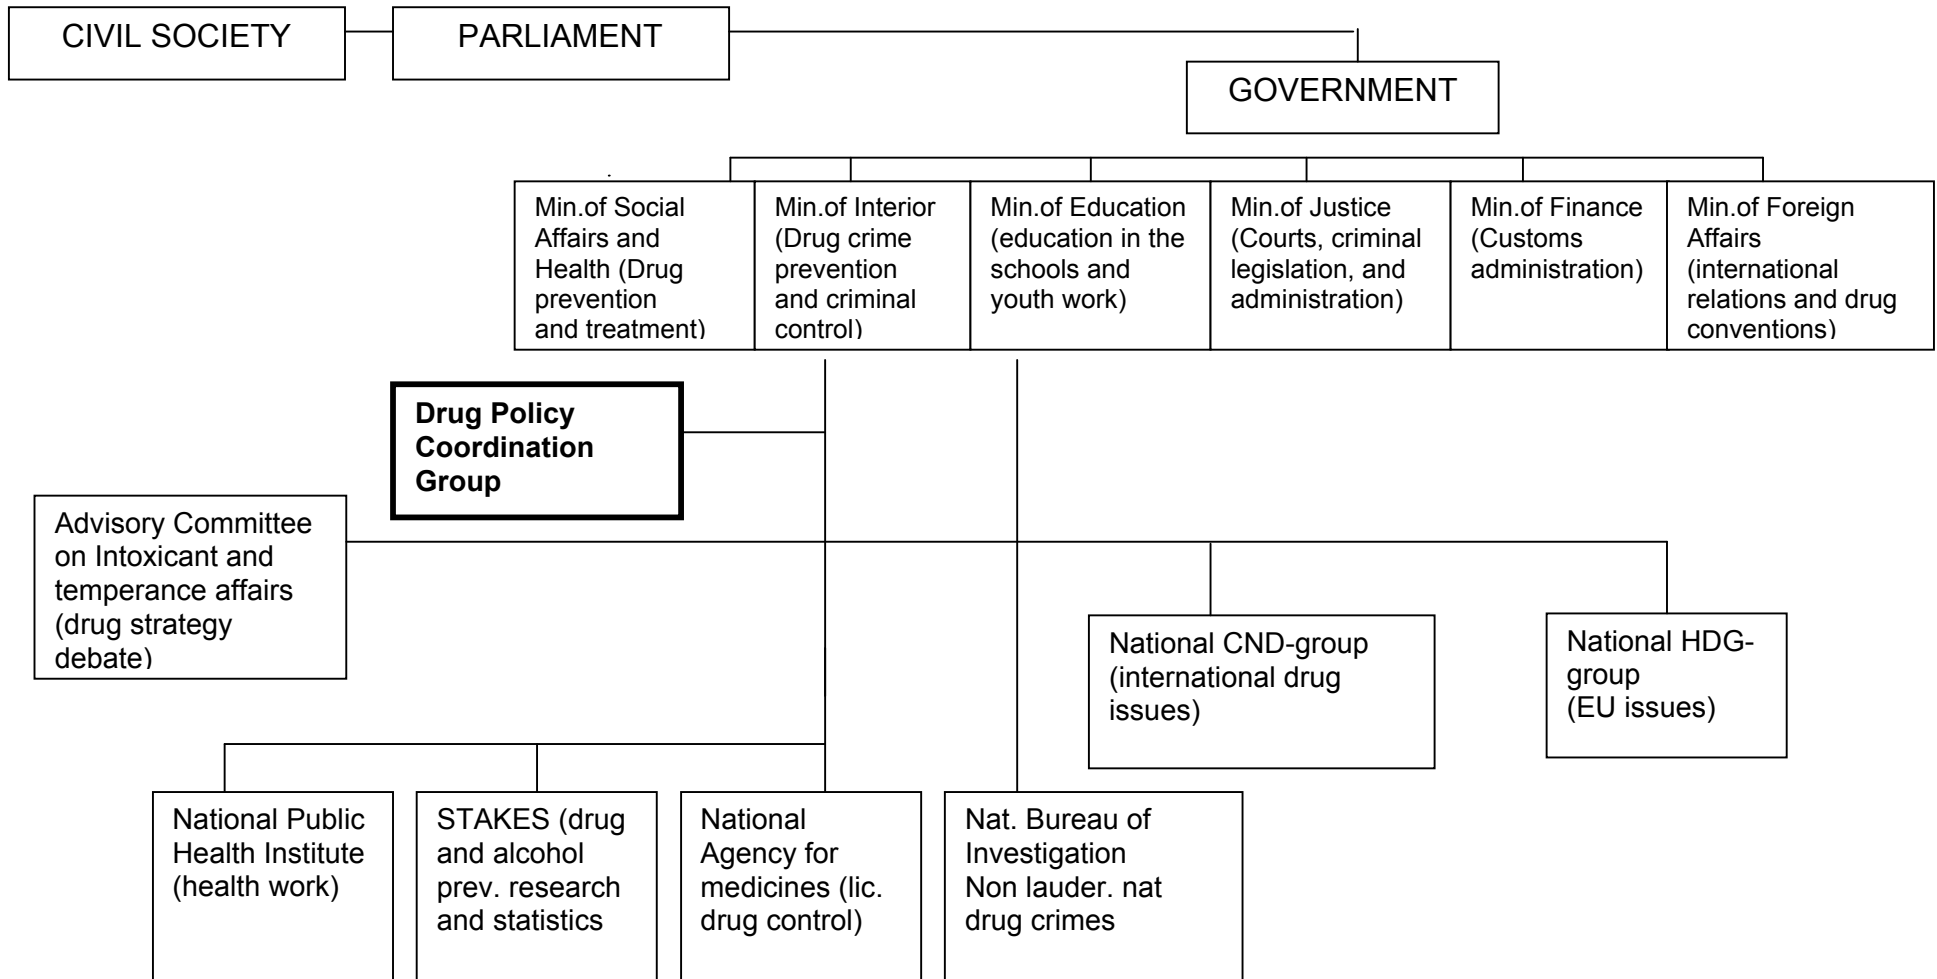 CIVIL SOCIETY
PARLIAMENT
GOVERNMENT
Min.of Social
Affairs and
Health (Drug
prevention
and treatment)
Min.of Interior
(Drug crime
prevention
and criminal
control)
Min.of Education
(education in the
schools and
youth work)
Min.of Justice
(Courts, criminal
legislation, and
administration)
Min.of Finance
(Customs
administration)
Min.of Foreign
Affairs
(international
relations and drug
conventions)
Drug Policy
Coordination
Group
Advisory Committee
on Intoxicant and
temperance affairs
(drug strategy
debate)
National CND-group
(international drug
issues)
National HDG-
group
(EU issues)
National Public
Health Institute
(health work)
STAKES (drug
and alcohol
prev. research
and statistics
National
Agency for
medicines (lic.
drug control)
Nat. Bureau of
Investigation
Non lauder. nat
drug crimes